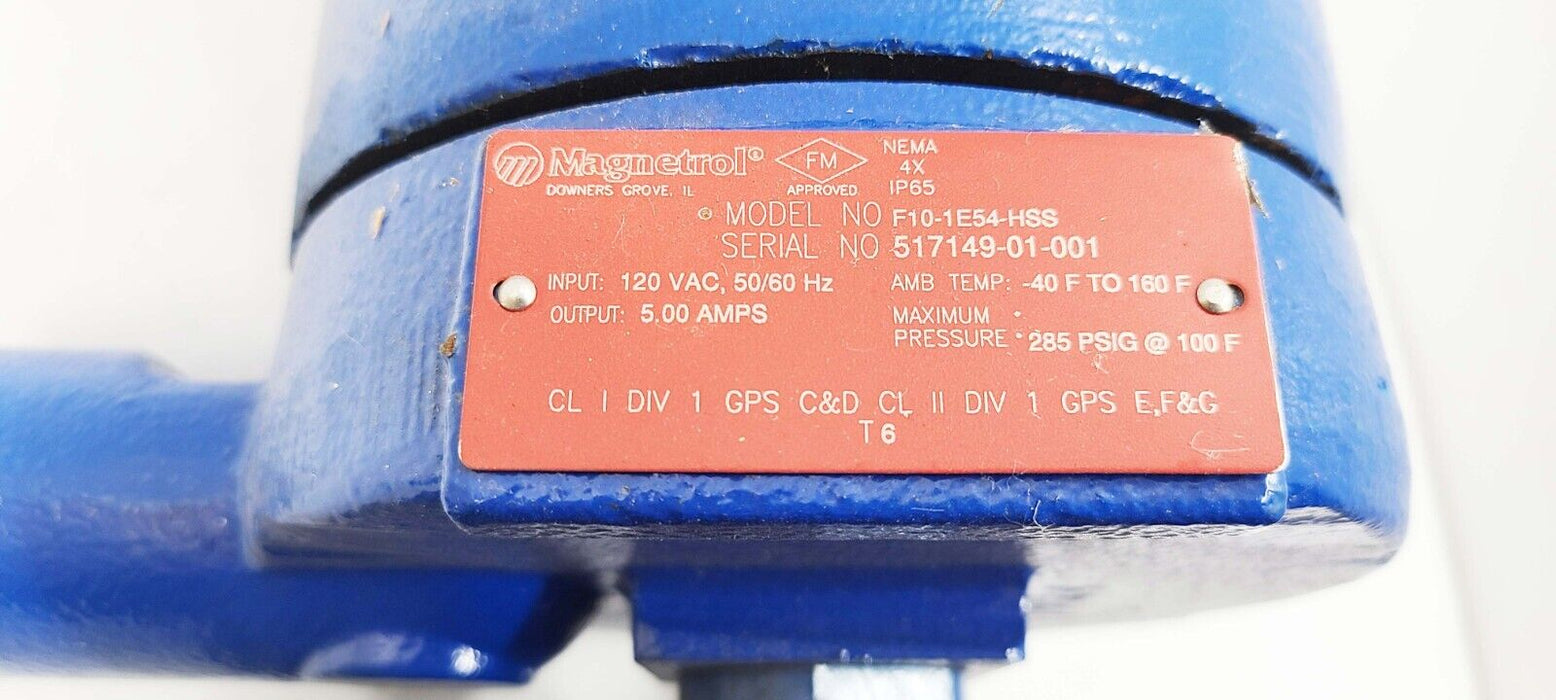 Magnetrol®
DOWNERS GROVE, IL
FM
APPROVED
NEMA
4X
IP65
MODEL NO F10-1E54-HSS
SERIAL NO 517149-01-001
INPUT: 120 VAC, 50/60 Hz
OUTPUT: 5.00 AMPS
AMB TEMP: -40 F TO 160 F
MAXIMUM
PRESSURE 285 PSIG @ 100 F
CL I DIV 1 GPS C&D CL II DIV 1 GPS E,F&G
T6